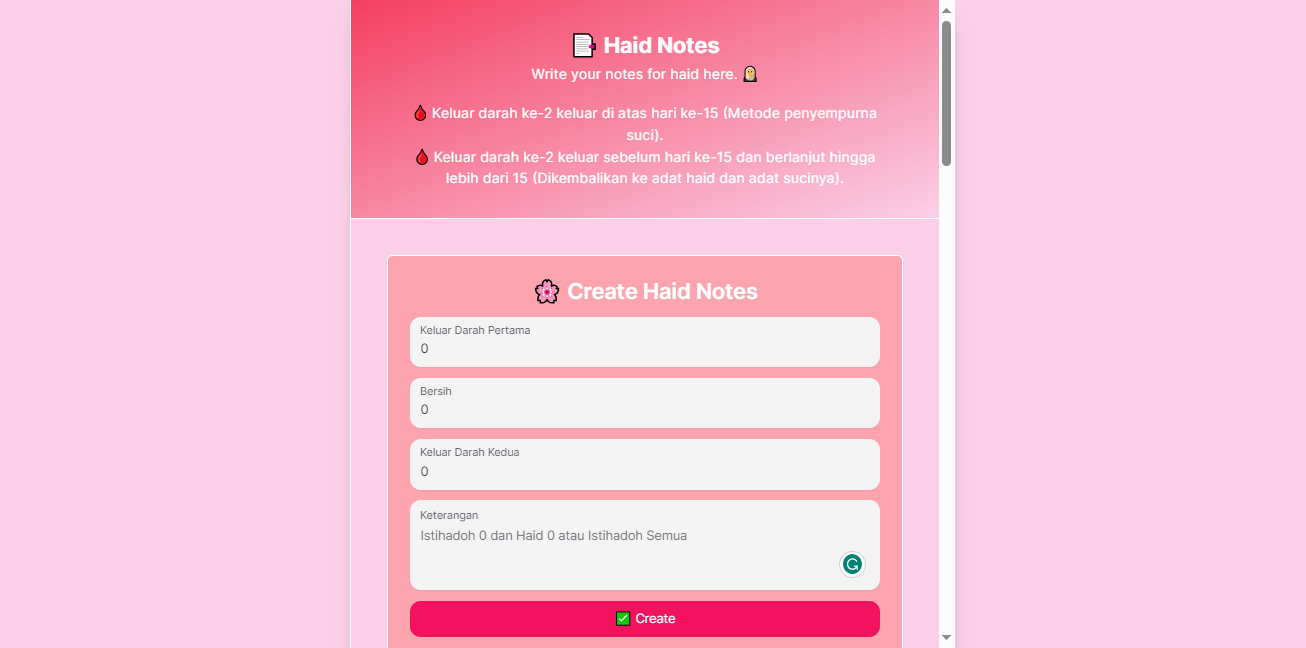 Haid Notes
Write your notes for haid here.
Keluar darah ke-2 keluar di atas hari ke-15 (Metode penyempurna
suci).
Keluar darah ke-2 keluar sebelum hari ke-15 dan berlanjut hingga
lebih dari 15 (Dikembalikan ke adat haid dan adat sucinya).
Create Haid Notes
Keluar Darah Pertama
0
Bersih
0
Keluar Darah Kedua
0
Keterangan
Istihadoh 0 dan Haid 0 atau Istihadoh Semua
Create